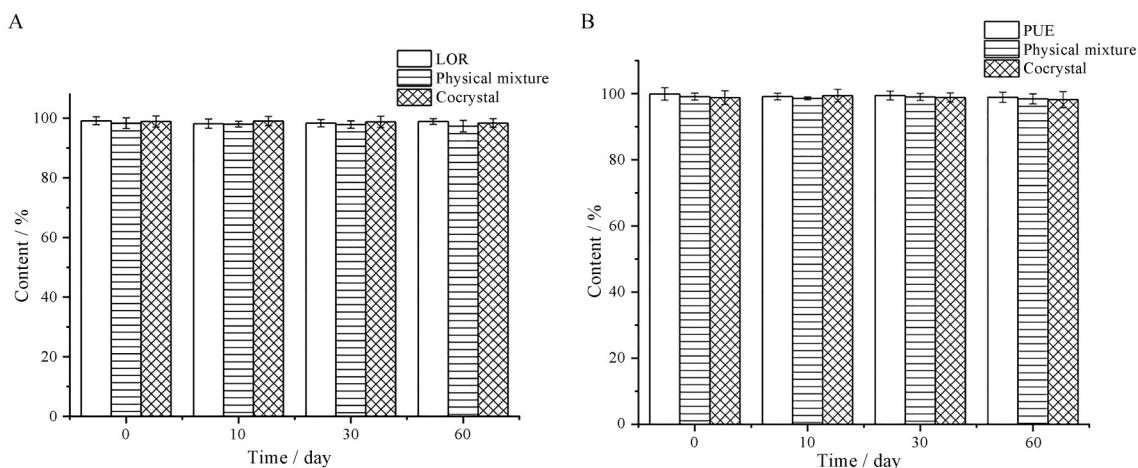 A
LOR
Physical mixture
Cocrystal
100
80
60
40
20
0
Content / %
0 10 30 60
Time / day
B
PUE
Physical mixture
Cocrystal
100
80
60
40
20
0
Content / %
0 10 30 60
Time / day